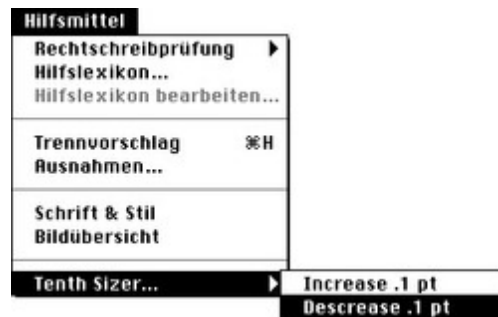 Hilfsmittel
Rechtschreibprüfung
Hilfslexikon...
Hilfslexikon bearbeiten...
Trennvorschlag ⌘H
Ausnahmen...
Schrift & Stil
Bildübersicht
Tenth Sizer...
Increase .1 pt
Descrease .1 pt